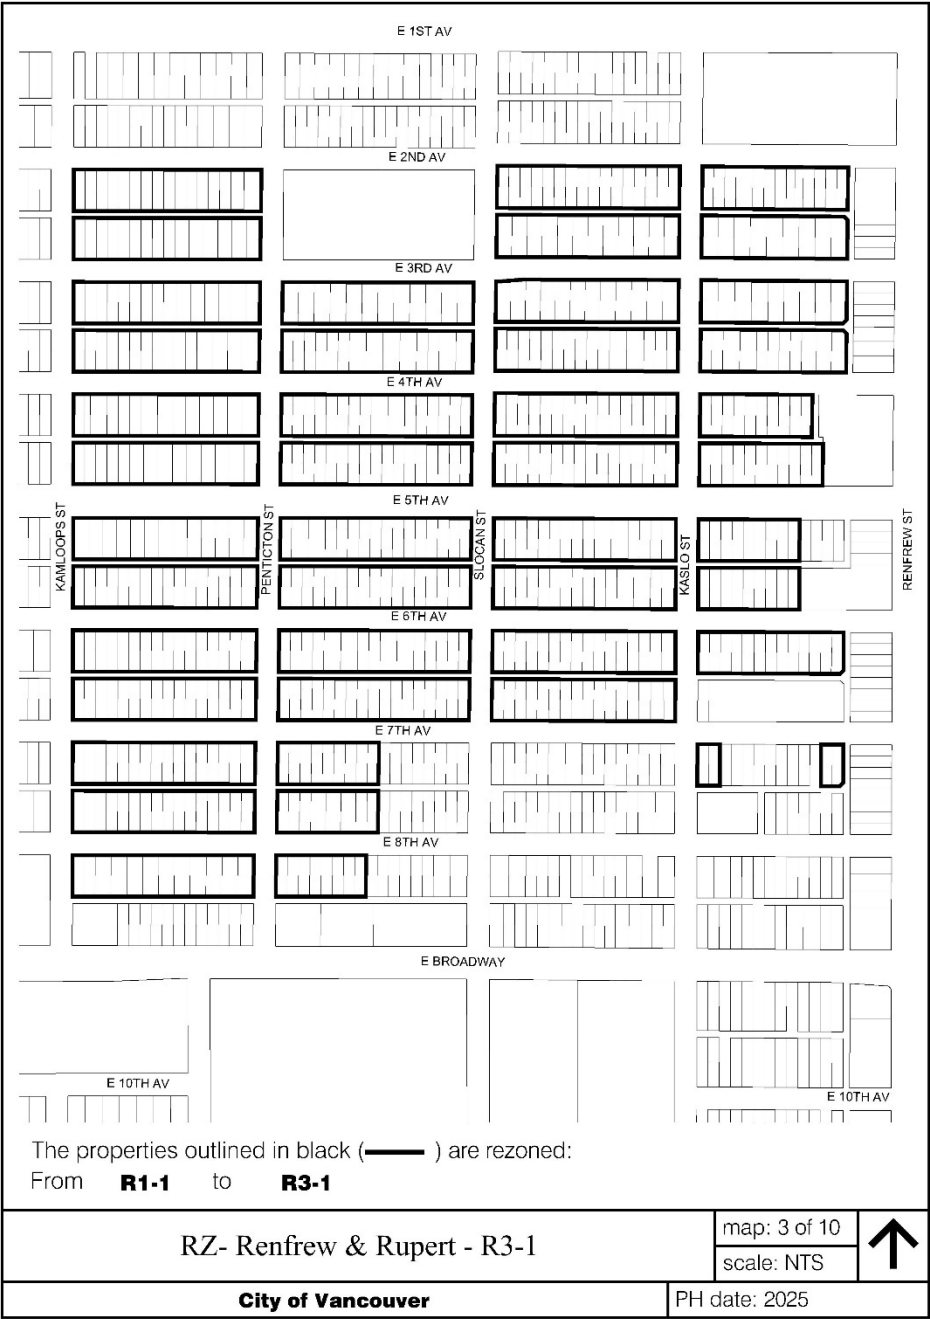 E 1ST AV
E 2ND AV
E 3RD AV
E 4TH AV
E 5TH AV
KAMLOOPS ST
PENTICTON ST
SLOCAN ST
KASLO ST
RENFREW ST
E 6TH AV
E 7TH AV
E 8TH AV
E BROADWAY
E 10TH AV
E 10TH AV
The properties outlined in black ( ) are rezoned:
From R1-1 to R3-1
RZ- Renfrew & Rupert - R3-1
map: 3 of 10
scale: NTS
City of Vancouver
PH date: 2025